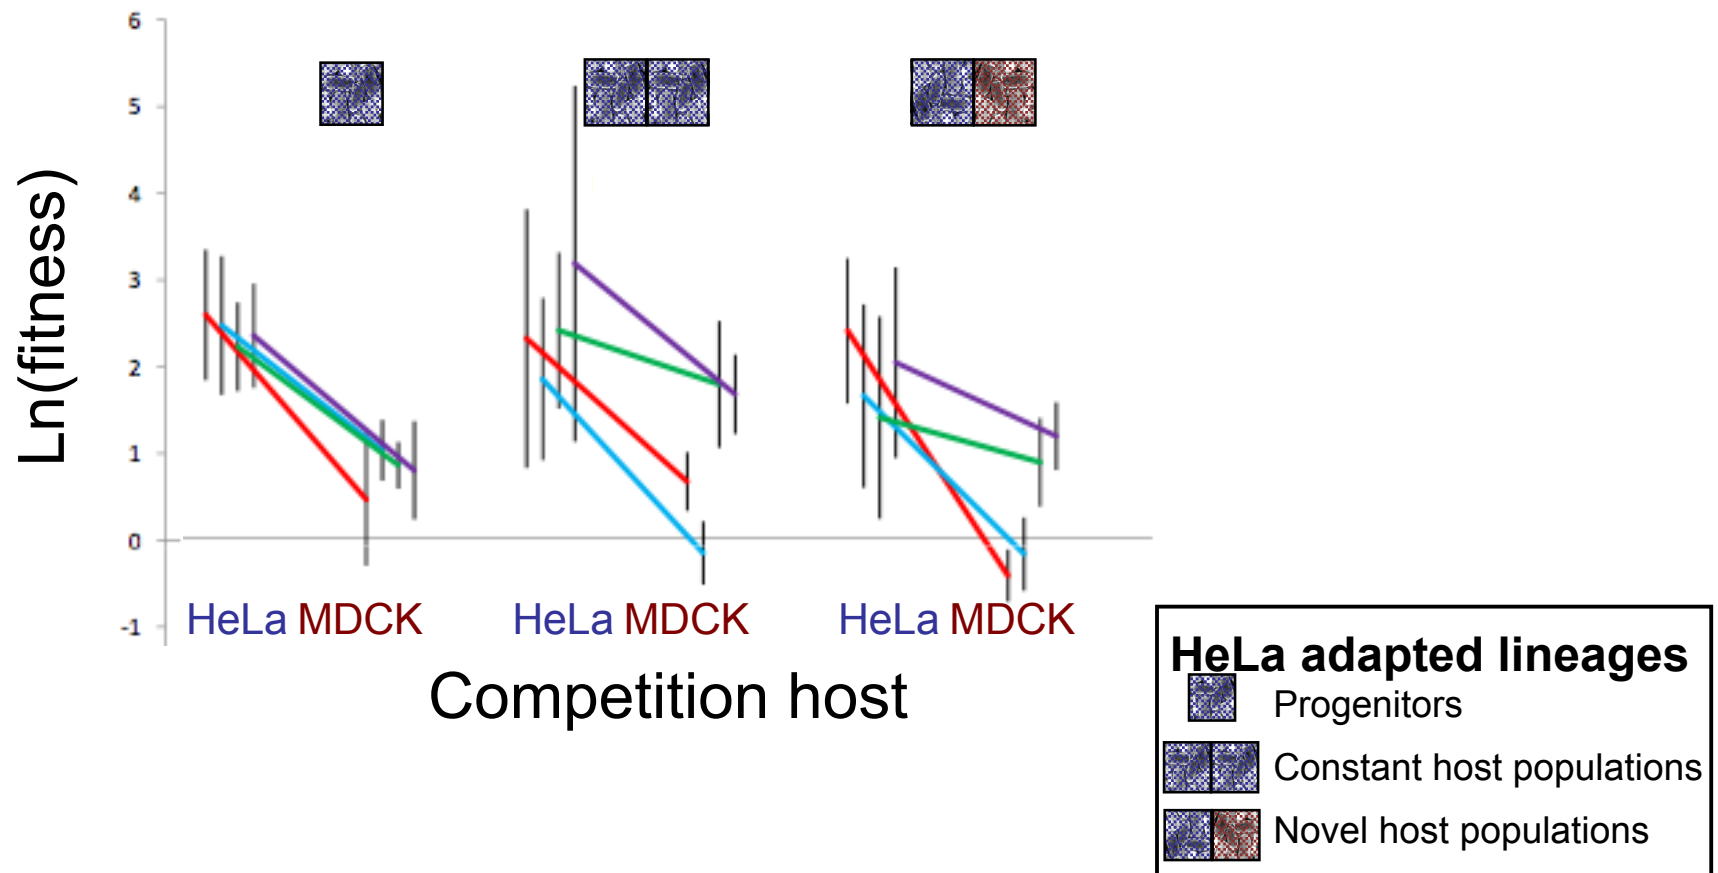 6
5
4
3
2
1
0
-1
Ln(fitness)
HeLa MDCK
HeLa MDCK
HeLa MDCK
Competition host
HeLa adapted lineages
Progenitors
Constant host populations
Novel host populations